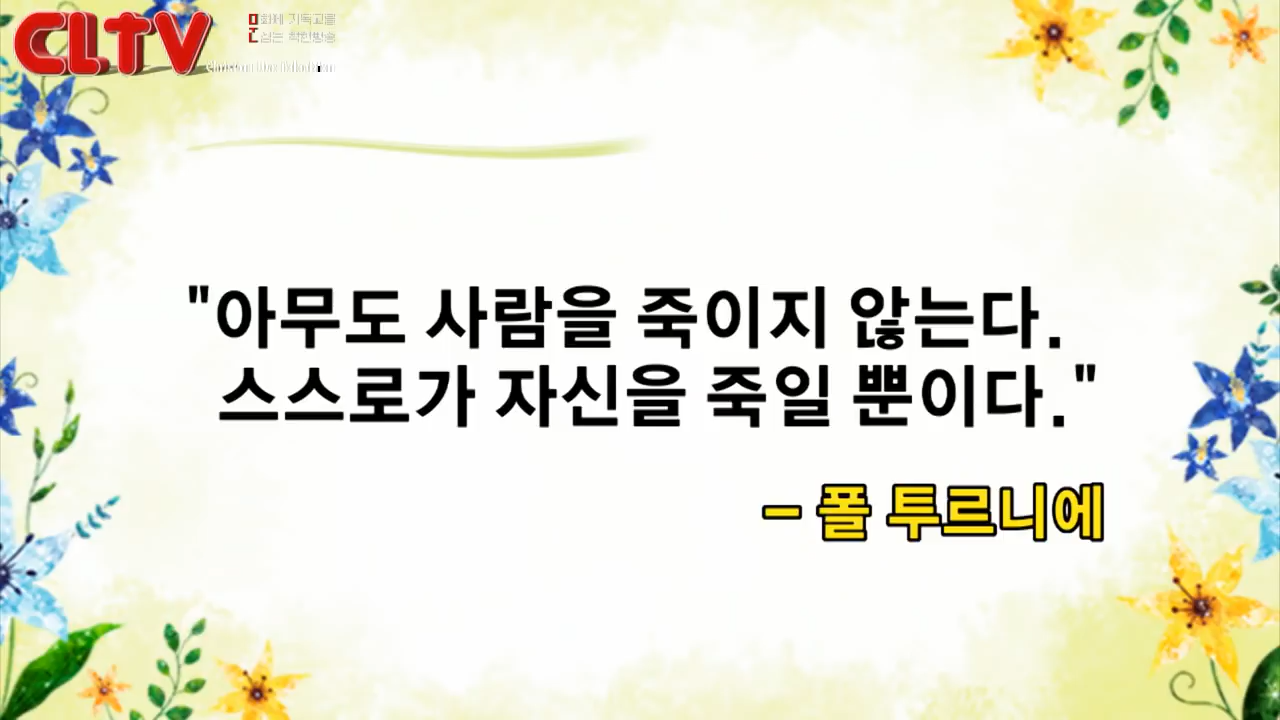 CLTV
"아무도 사람을 죽이지 않는다.
스스로가 자신을 죽일 뿐이다."
- 폴 투르니에